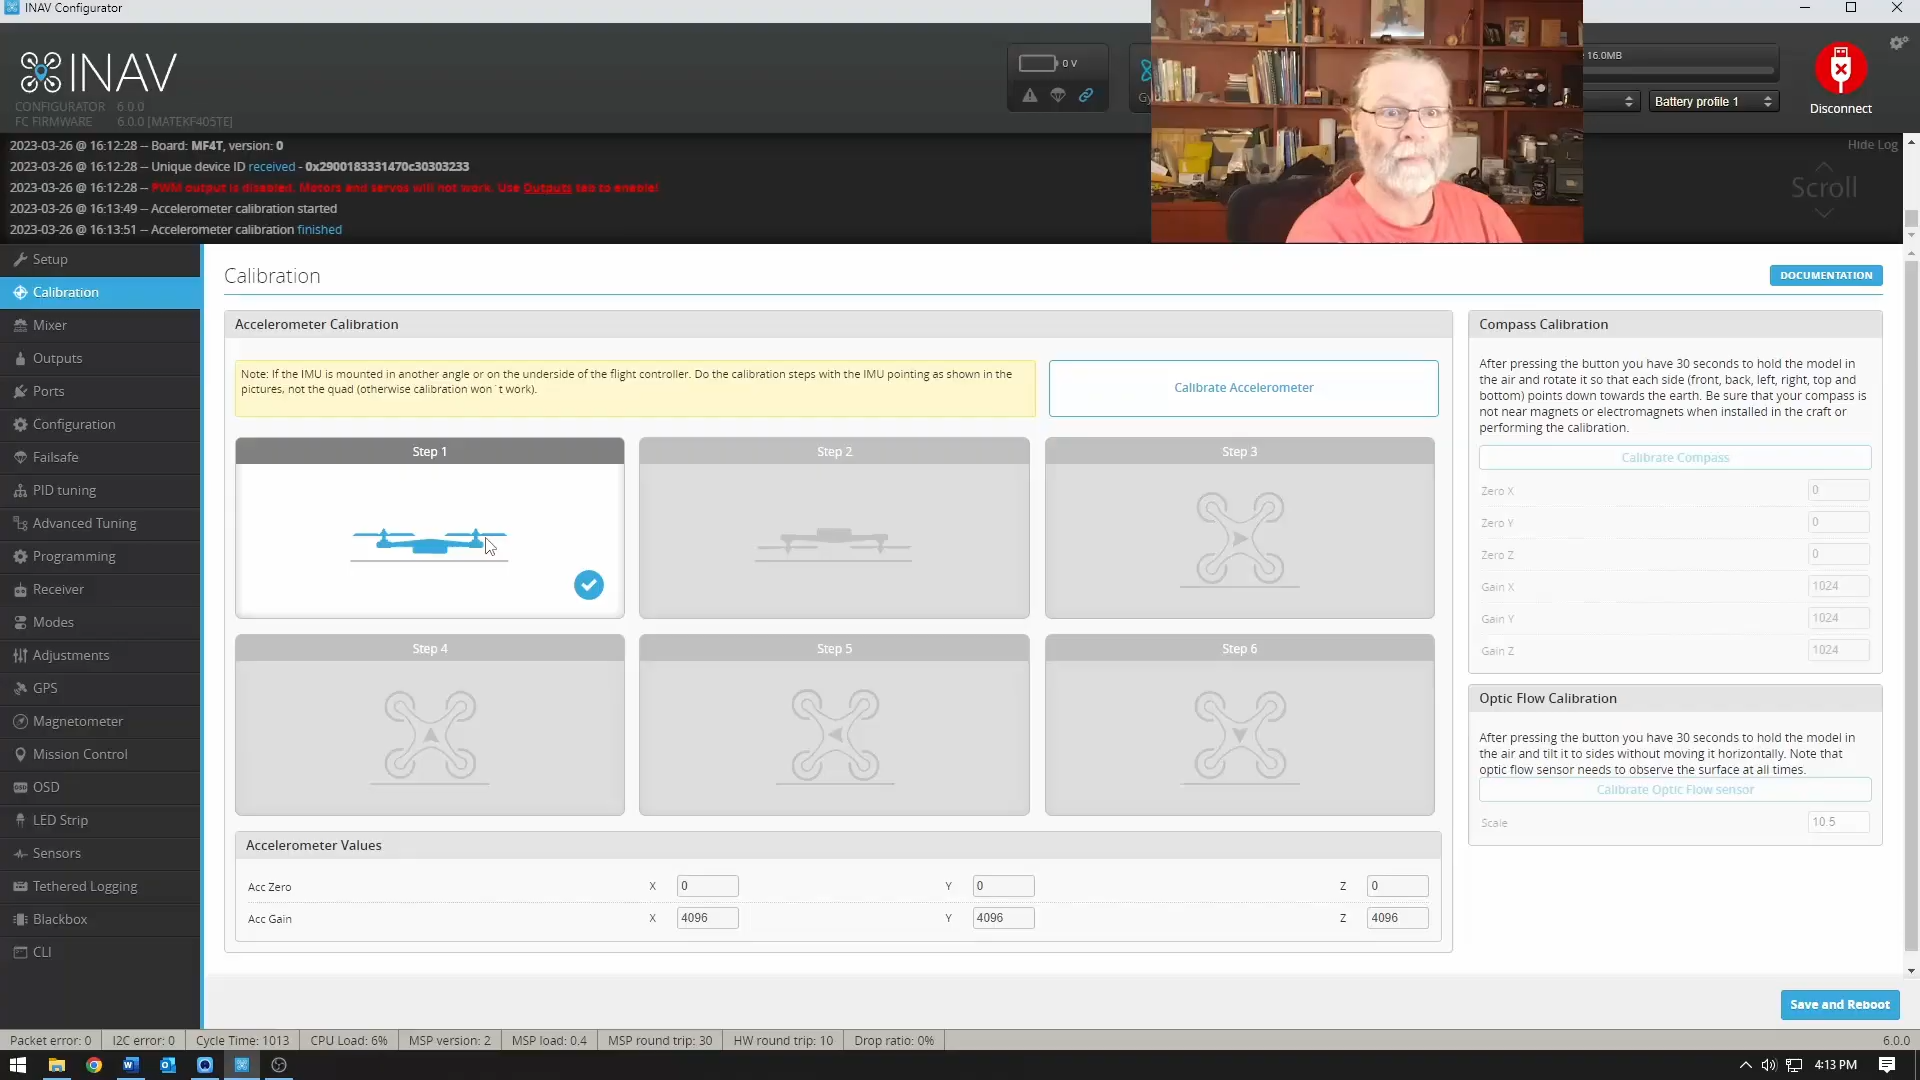 INAV Configurator
INAV
CONFIGURATOR 6.0.0
FC FIRMWARE 6.0.0 [MATEKF405TE]
0 V
16.0MB
Battery profile 1
Disconnect
2023-03-26 @ 16:12:28 -- Board: MF4T, version: 0
2023-03-26 @ 16:12:28 -- Unique device ID received - 0x2900183331470c30303233
2023-03-26 @ 16:12:28 -- PWM output is disabled. Motors and servos will not work. Use Outputs tab to enable!
2023-03-26 @ 16:13:49 -- Accelerometer calibration started
2023-03-26 @ 16:13:51 -- Accelerometer calibration finished
Hide Log
Scroll
Setup
Calibration
Mixer
Outputs
Ports
Configuration
Failsafe
PID tuning
Advanced Tuning
Programming
Receiver
Modes
Adjustments
GPS
Magnetometer
Mission Control
OSD
LED Strip
Sensors
Tethered Logging
Blackbox
CLI
Calibration
DOCUMENTATION
Accelerometer Calibration
Note: If the IMU is mounted in another angle or on the underside of the flight controller. Do the calibration steps with the IMU pointing as shown in the
pictures, not the quad (otherwise calibration won´t work).
Calibrate Accelerometer
Step 1
Step 2
Step 3
Step 4
Step 5
Step 6
Accelerometer Values
Acc Zero X 0 Y 0 Z 0
Acc Gain X 4096 Y 4096 Z 4096
Compass Calibration
After pressing the button you have 30 seconds to hold the model in
the air and rotate it so that each side (front, back, left, right, top and
bottom) points down towards the earth. Be sure that your compass is
not near magnets or electromagnets when installed in the craft or
performing the calibration.
Calibrate Compass
Zero X 0
Zero Y 0
Zero Z 0
Gain X 1024
Gain Y 1024
Gain Z 1024
Optic Flow Calibration
After pressing the button you have 30 seconds to hold the model in
the air and tilt it to sides without moving it horizontally. Note that
optic flow sensor needs to observe the surface at all times.
Calibrate Optic Flow sensor
Scale 10.5
Save and Reboot
Packet error: 0 I2C error: 0 Cycle Time: 1013 CPU Load: 6% MSP version: 2 MSP load: 0.4 MSP round trip: 30 HW round trip: 10 Drop ratio: 0% 6.0.0
4:13 PM